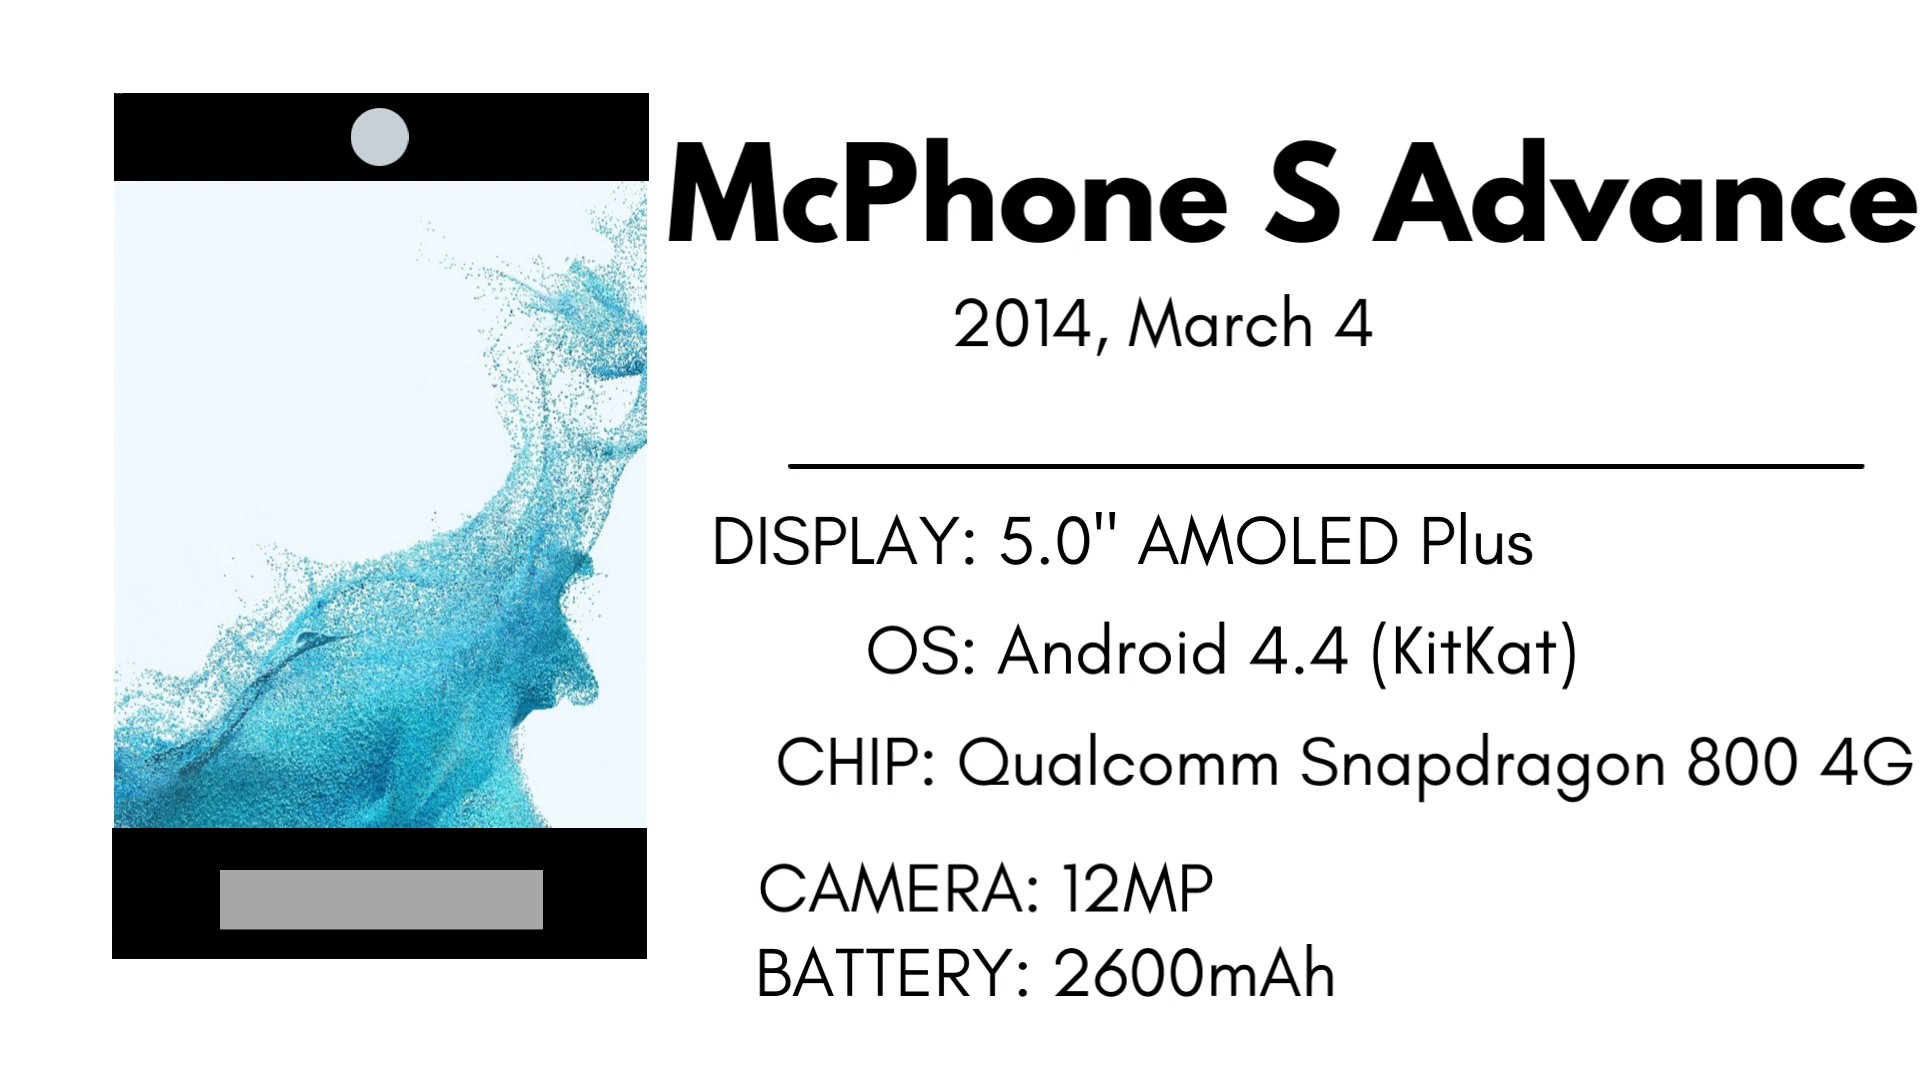 McPhone S Advance
2014, March 4
DISPLAY: 5.0" AMOLED Plus
OS: Android 4.4 (KitKat)
CHIP: Qualcomm Snapdragon 800 4G
CAMERA: 12MP
BATTERY: 2600mAh